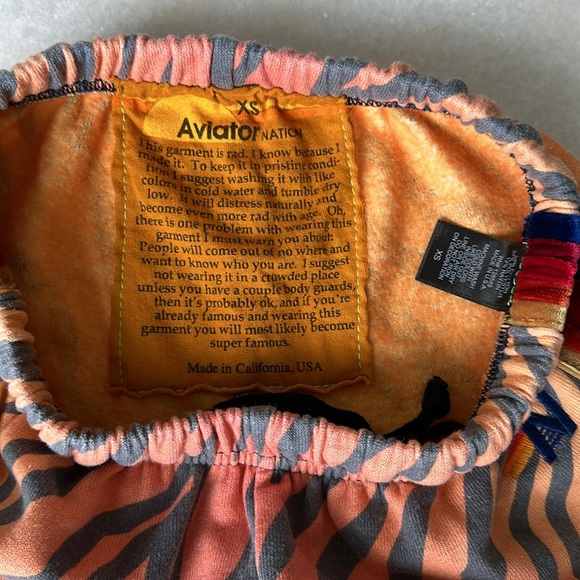 XS
Aviator NATION
This garment is rad. I know because I
made it. To keep it in pristine condi-
tion I suggest washing it with like
colors in cold water and tumble dry
low. It will distress naturally and
become even more rad with age. Oh,
there is one problem with wearing this
garment I must warn you about:
People will come out of no where and
want to know who you are. I suggest
not wearing it in a crowded place
unless you have a couple body guards,
then it's probably ok, and if you're
already famous and wearing this
garment you will most likely become
super famous.
Made in California, USA
XS